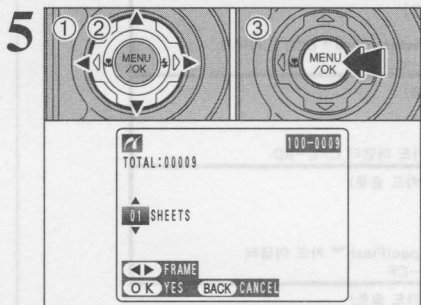 5
① ② ③
MENU
/OK
MENU
/OK
100-0009
TOTAL:00009
01 SHEETS
FRAME
OK YES BACK CANCEL